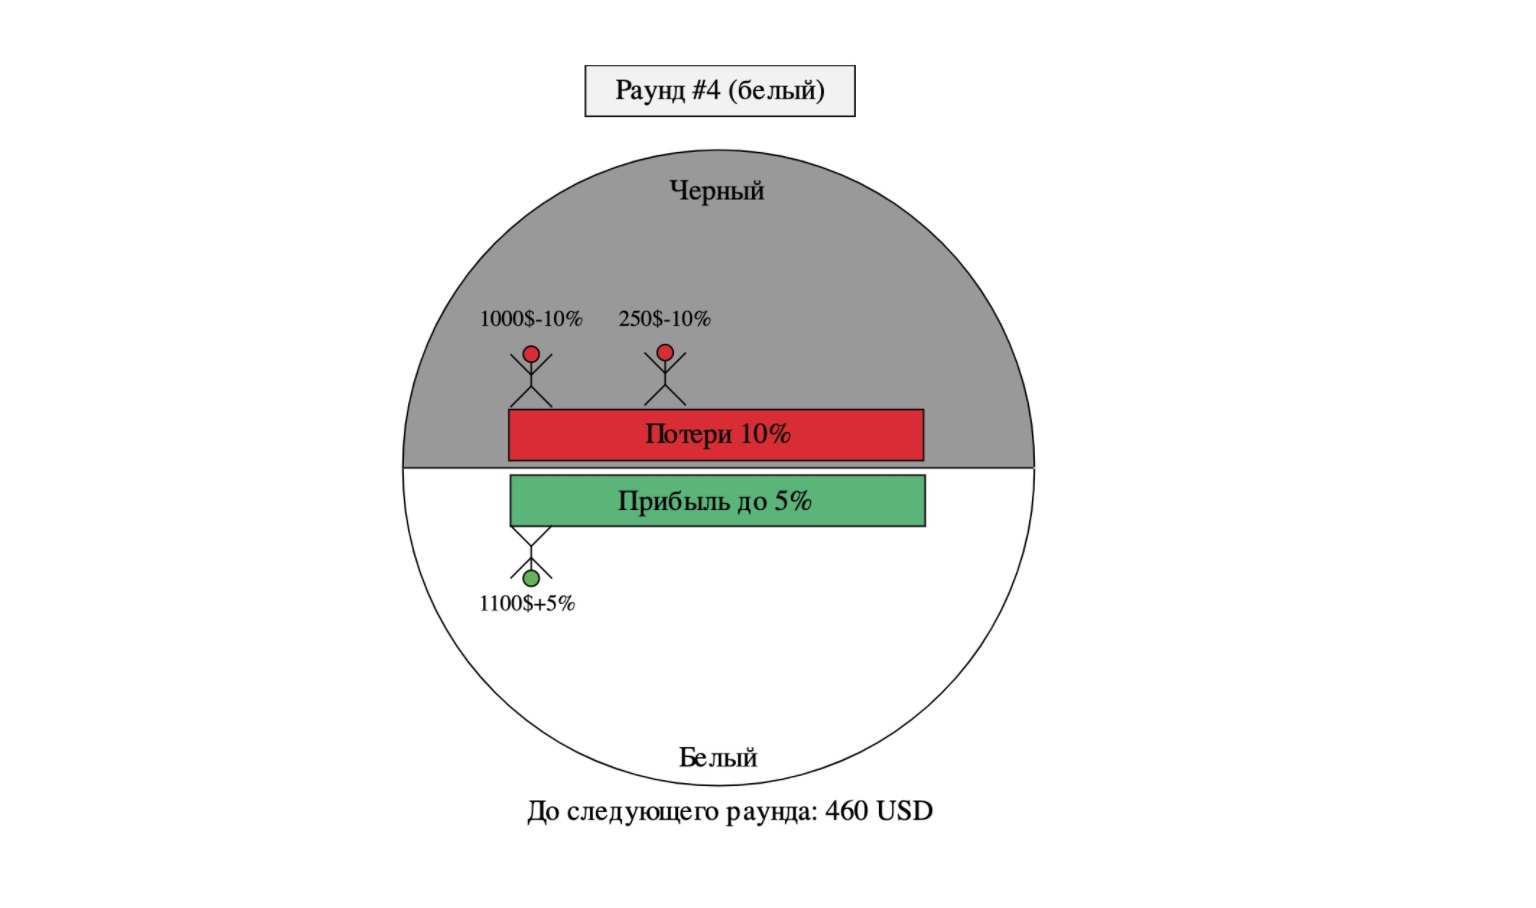 Раунд #4 (белый)
Черный
1000$-10% 250$-10%
Потери 10%
Прибыль до 5%
1100$+5%
Белый
До следующего раунда: 460 USD